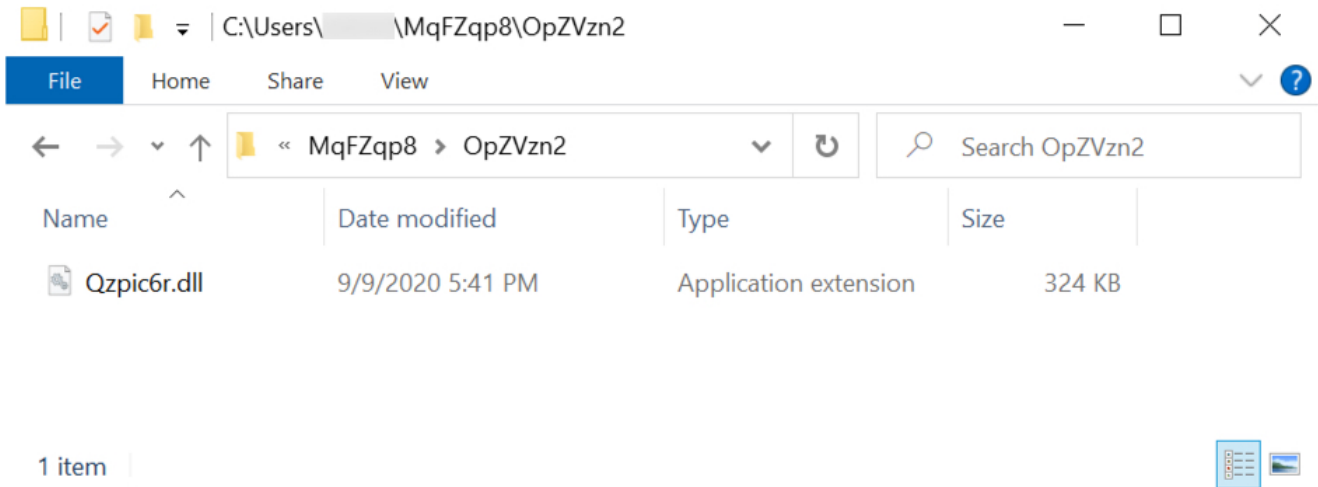 C:\Users\ \MqFZqp8\OpZVzn2
File Home Share View ?
« MqFZqp8 > OpZVzn2 Search OpZVzn2
Name Date modified Type Size
Qzpic6r.dll 9/9/2020 5:41 PM Application extension 324 KB
1 item